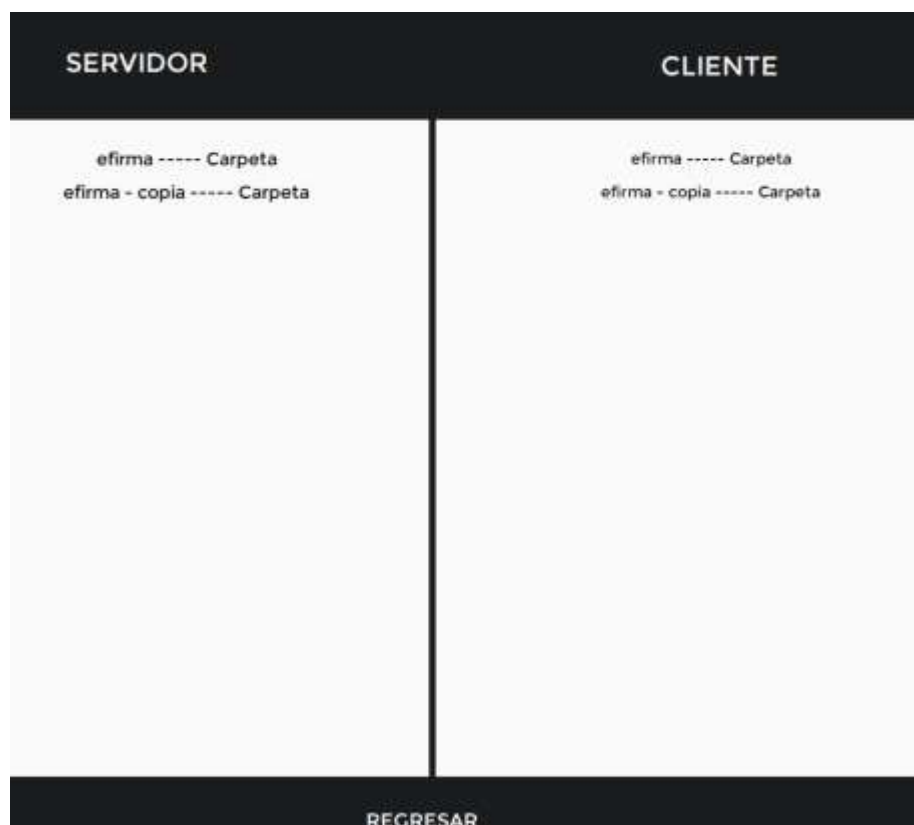 SERVIDOR
CLIENTE
efirma ----- Carpeta
efirma - copia ----- Carpeta
efirma ----- Carpeta
efirma - copia ----- Carpeta
REGRESAR